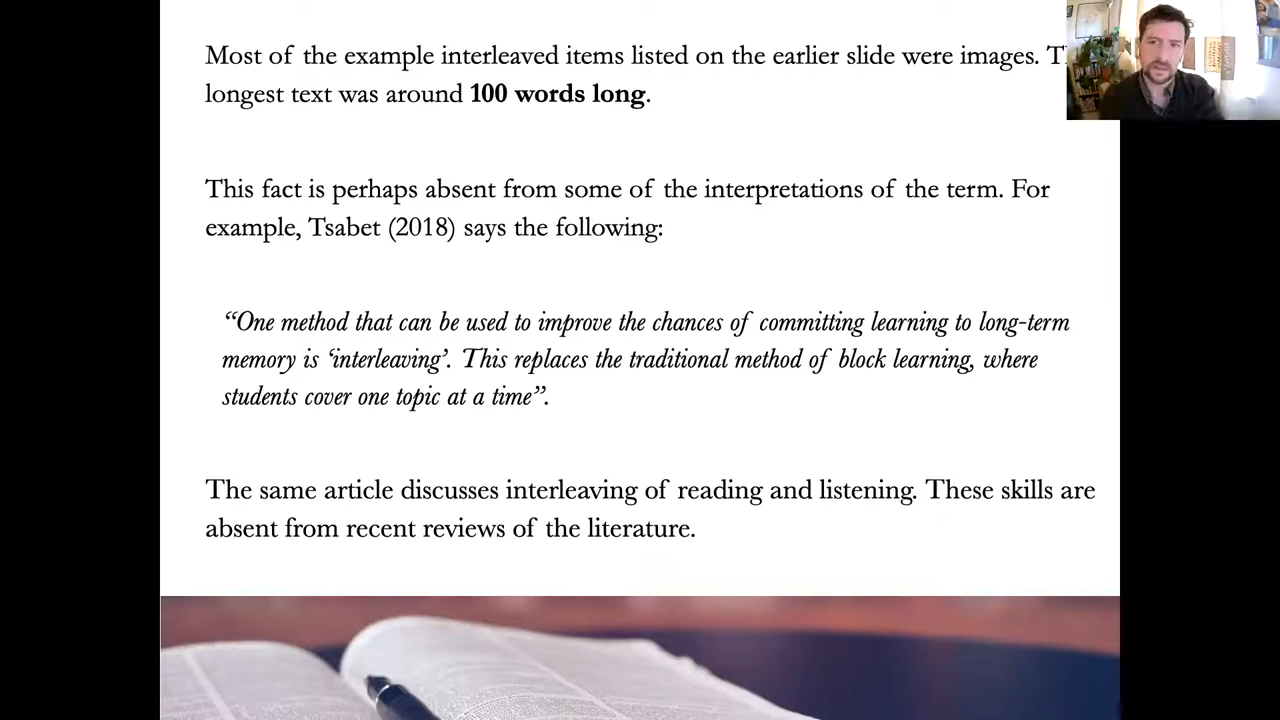 Most of the example interleaved items listed on the earlier slide were images.
longest text was around 100 words long.
This fact is perhaps absent from some of the interpretations of the term. For
example, Tsabet (2018) says the following:
“One method that can be used to improve the chances of committing learning to long-term
memory is ‘interleaving’. This replaces the traditional method of block learning, where
students cover one topic at a time”.
The same article discusses interleaving of reading and listening. These skills are
absent from recent reviews of the literature.